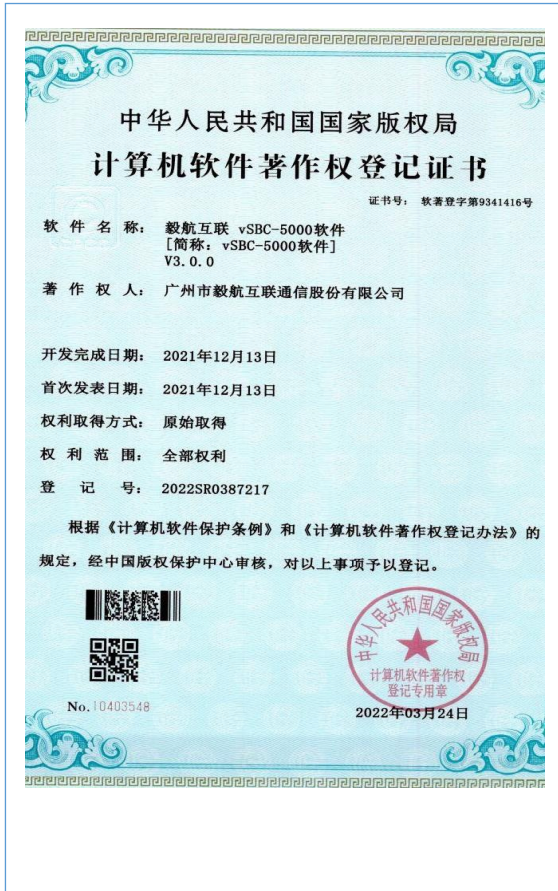 中华人民共和国国家版权局
计算机软件著作权登记证书
证书号： 软著登字第9341416号
软件名称： 毅航互联 vSBC-5000软件
[简称：vSBC-5000软件]
V3.0.0
著作权人： 广州市毅航互联通信股份有限公司
开发完成日期： 2021年12月13日
首次发表日期： 2021年12月13日
权利取得方式： 原始取得
权利范围： 全部权利
登记号： 2022SR0387217
根据《计算机软件保护条例》和《计算机软件著作权登记办法》的
规定，经中国版权保护中心审核，对以上事项予以登记。
中华人民共和国国家版权局
计算机软件著作权
登记专用章
No. 10403548
2022年03月24日